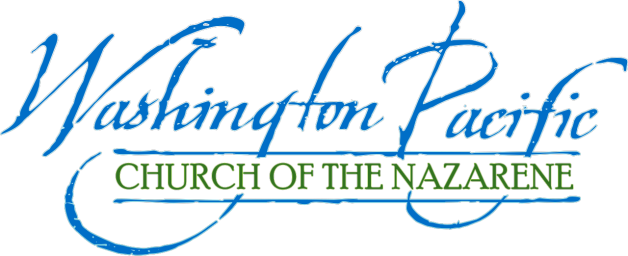 Washington Pacific
CHURCH OF THE NAZARENE